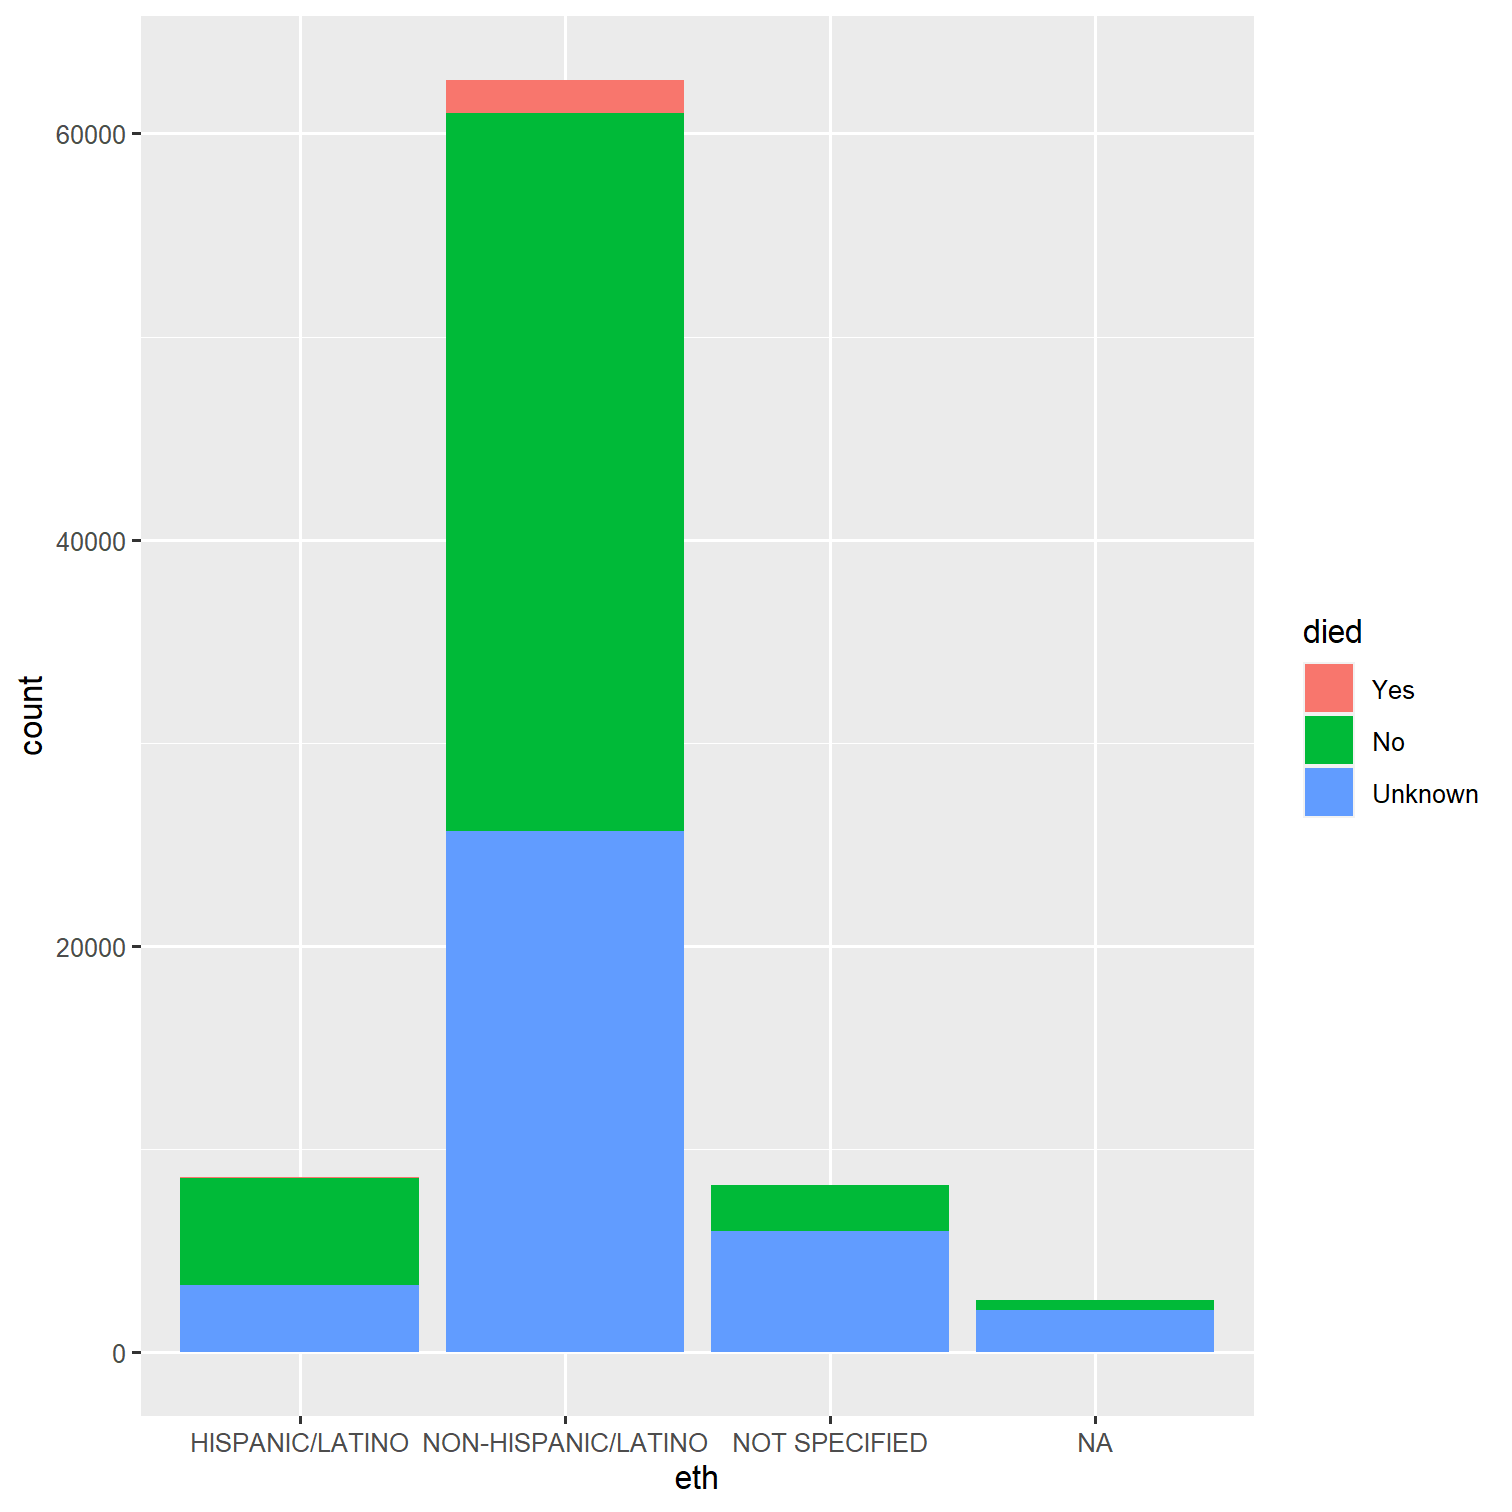 60000
40000
20000
0
count
HISPANIC/LATINO NON-HISPANIC/LATINO NOT SPECIFIED NA
eth
died
Yes
No
Unknown